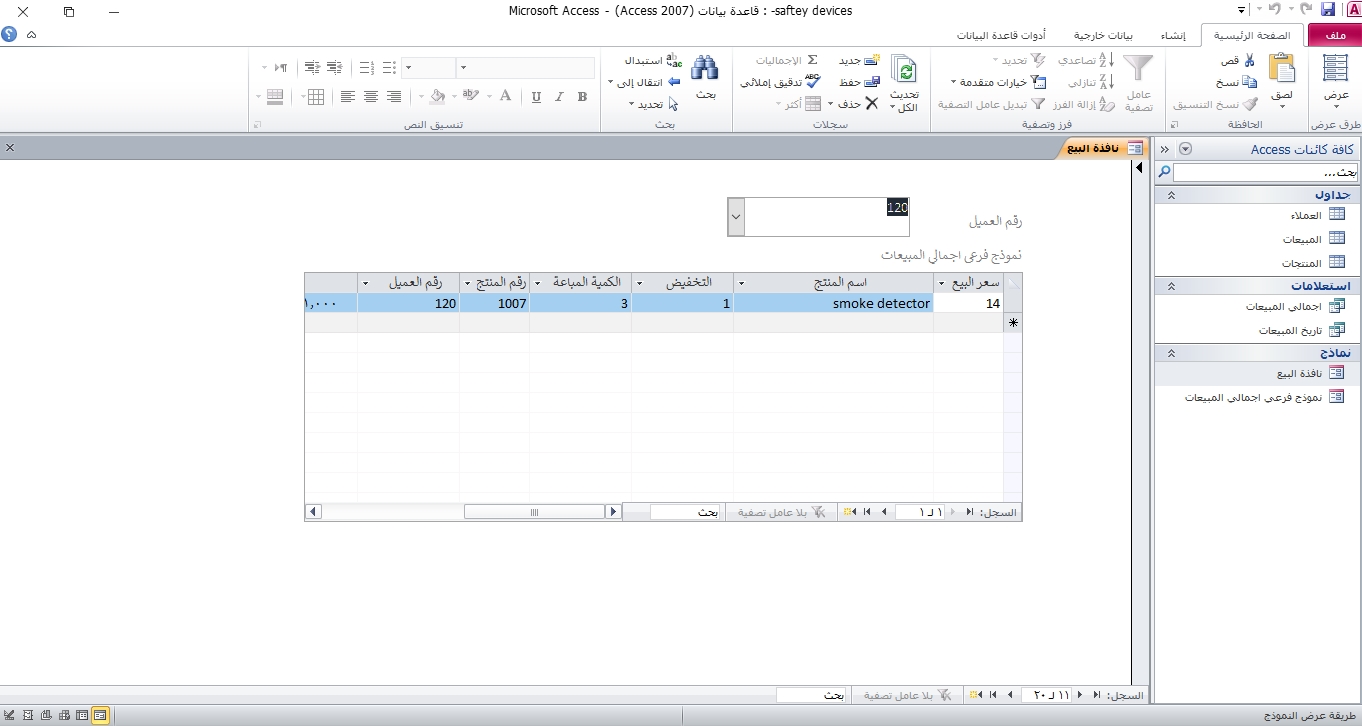 saftey devices- : قاعدة بيانات (Access 2007) - Microsoft Access
ملف الصفحة الرئيسية إنشاء بيانات خارجية أدوات قاعدة البيانات
عرض
طرق عرض
لصق
قص
نسخ
نسخ التنسيق
الحافظة
عامل تصفية
تصاعدي
تنازلي
إزالة الفرز
تحديد
خيارات متقدمة
تبديل عامل التصفية
فرز وتصفية
تحديث الكل
جديد
حفظ
حذف
الإجماليات
تدقيق إملائي
أكثر
سجلات
بحث
استبدال
انتقال إلى
تحديد
بحث
B I U A
تنسيق النص
كافة كائنات Access
بحث...
جداول
العملاء
المبيعات
المنتجات
استعلامات
اجمالي المبيعات
تاريخ المبيعات
نماذج
نافذة البيع
نموذج فرعي اجمالي المبيعات
نافذة البيع
رقم العميل 120
نموذج فرعي اجمالي المبيعات
سعر البيع اسم المنتج التخفيض الكمية المباعة رقم المنتج رقم العميل
14 smoke detector 1 3 1007 120 ١,٠٠٠
السجل: ١ لـ ١ بلا عامل تصفية بحث
السجل: ١١ لـ ٢٠ بلا عامل تصفية بحث
طريقة عرض النموذج